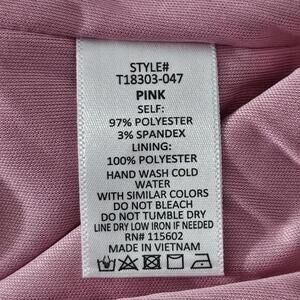 STYLE#
T18303-047
PINK
SELF:
97% POLYESTER
3% SPANDEX
LINING:
100% POLYESTER
HAND WASH COLD
WATER
WITH SIMILAR COLORS
DO NOT BLEACH
DO NOT TUMBLE DRY
LINE DRY LOW IRON IF NEEDED
RN# 115602
MADE IN VIETNAM